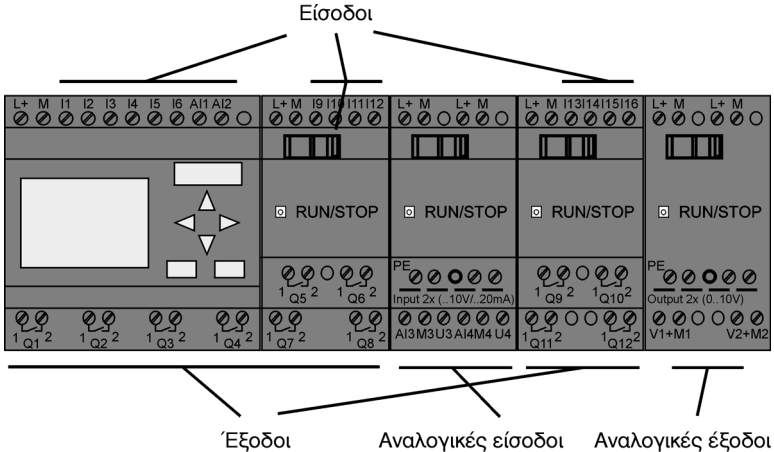 Είσοδοι
L+ M I1 I2 I3 I4 I5 I6 AI1 AI2 L+ M I9 I10 I11 I12 L+ M L+ M L+ M I13 I14 I15 I16 L+ M L+ M
RUN/STOP RUN/STOP RUN/STOP RUN/STOP
PE PE
1 Q5 2 1 Q6 2 Input 2x (..10V/..20mA) 1 Q9 2 1 Q10 2 Output 2x (0..10V)
1 Q1 2 1 Q2 2 1 Q3 2 1 Q4 2 1 Q7 2 1 Q8 2 AI3 M3 U3 AI4 M4 U4 1 Q11 2 1 Q12 2 V1+ M1 V2+ M2
Έξοδοι Αναλογικές είσοδοι Αναλογικές έξοδοι